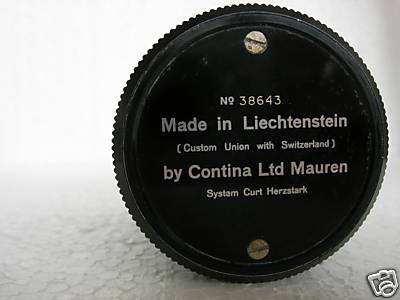 Nº 38643
Made in Liechtenstein
(Custom Union with Switzerland)
by Contina Ltd Mauren
System Curt Herzstark